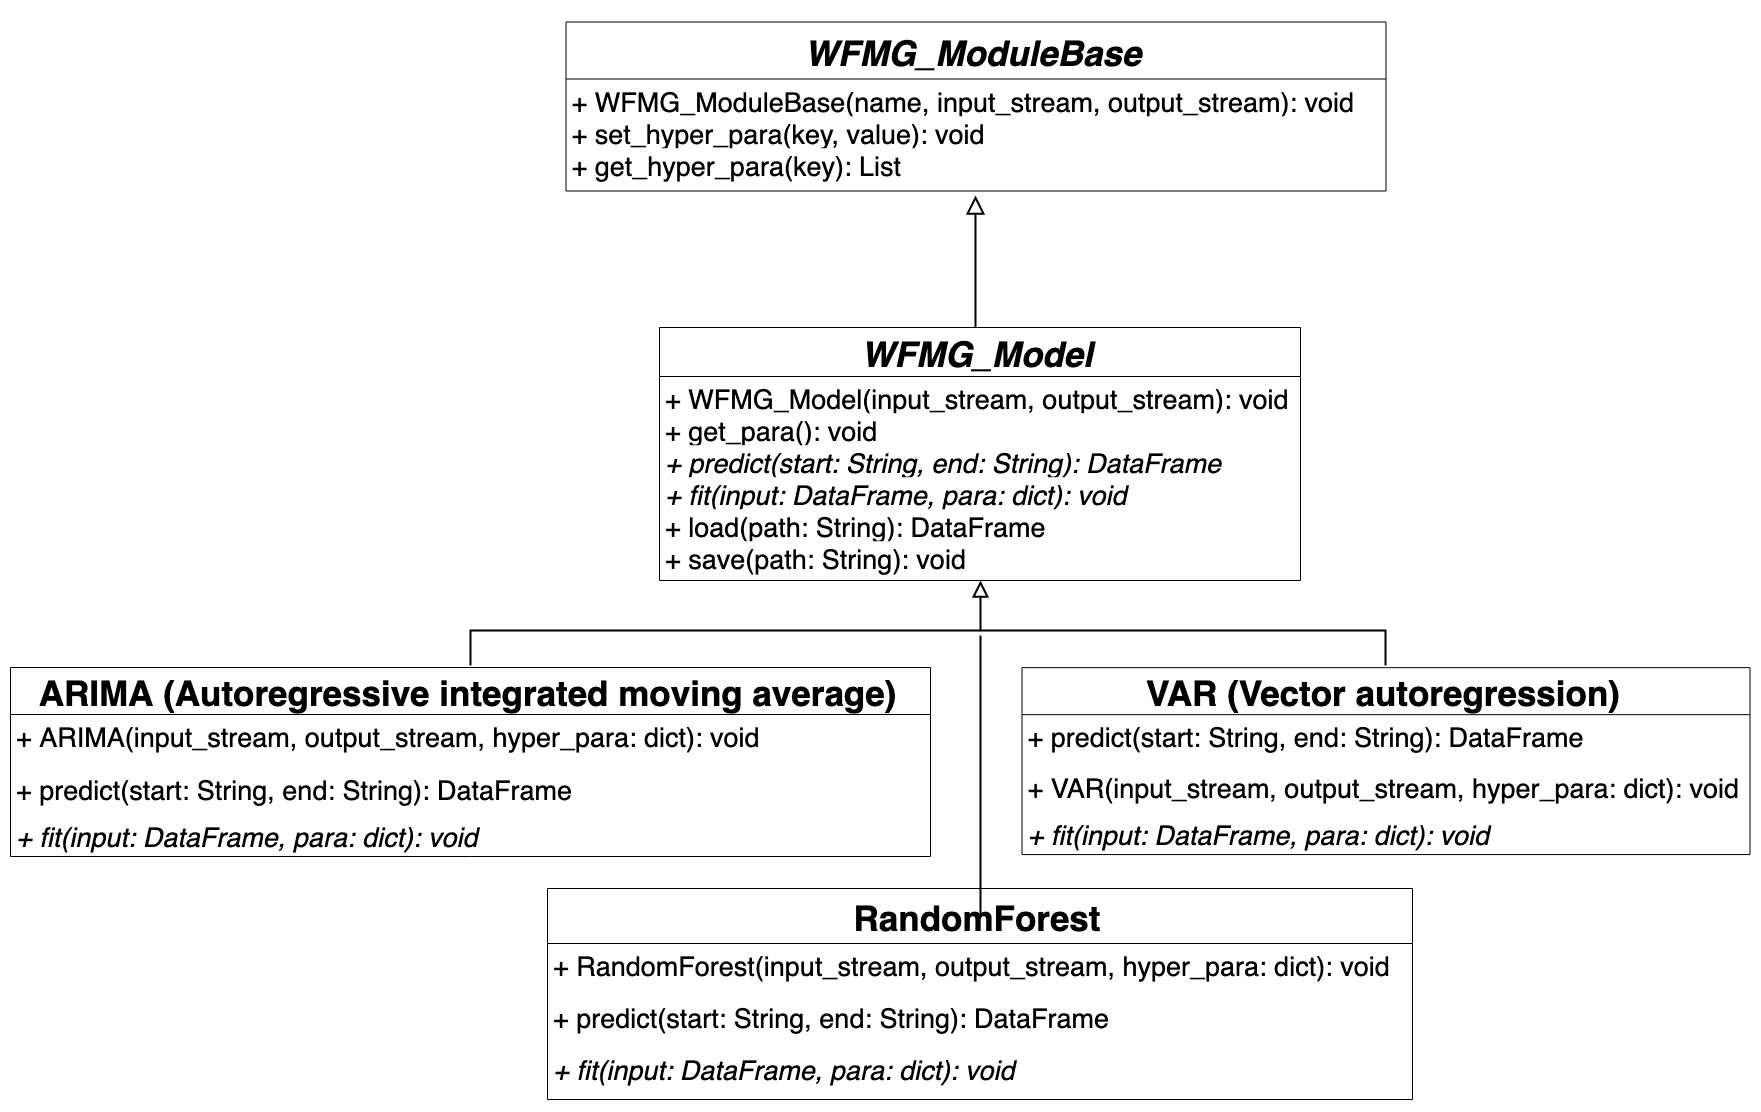 WFMG_ModuleBase
+ WFMG_ModuleBase(name, input_stream, output_stream): void
+ set_hyper_para(key, value): void
+ get_hyper_para(key): List
WFMG_Model
+ WFMG_Model(input_stream, output_stream): void
+ get_para(): void
+ predict(start: String, end: String): DataFrame
+ fit(input: DataFrame, para: dict): void
+ load(path: String): DataFrame
+ save(path: String): void
ARIMA (Autoregressive integrated moving average)
+ ARIMA(input_stream, output_stream, hyper_para: dict): void
+ predict(start: String, end: String): DataFrame
+ fit(input: DataFrame, para: dict): void
VAR (Vector autoregression)
+ predict(start: String, end: String): DataFrame
+ VAR(input_stream, output_stream, hyper_para: dict): void
+ fit(input: DataFrame, para: dict): void
RandomForest
+ RandomForest(input_stream, output_stream, hyper_para: dict): void
+ predict(start: String, end: String): DataFrame
+ fit(input: DataFrame, para: dict): void